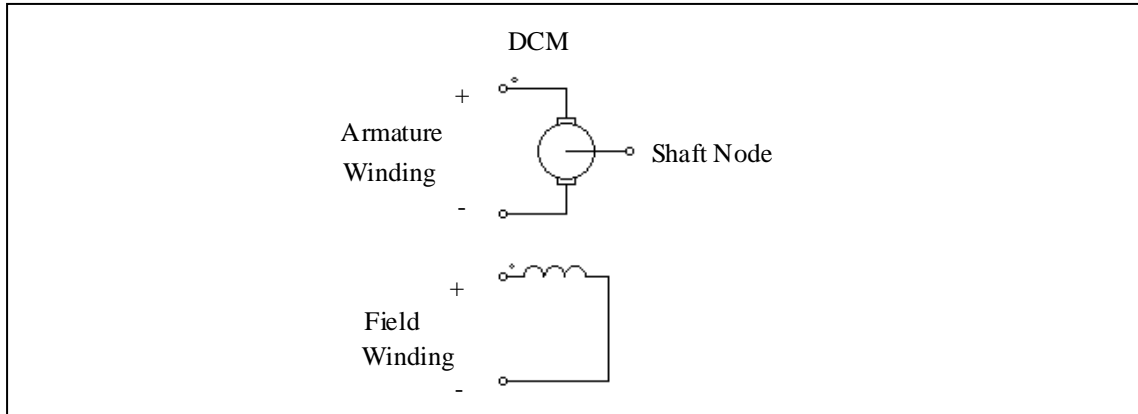 DCM
+
Armature
Winding
Shaft Node
-
+
Field
Winding
-